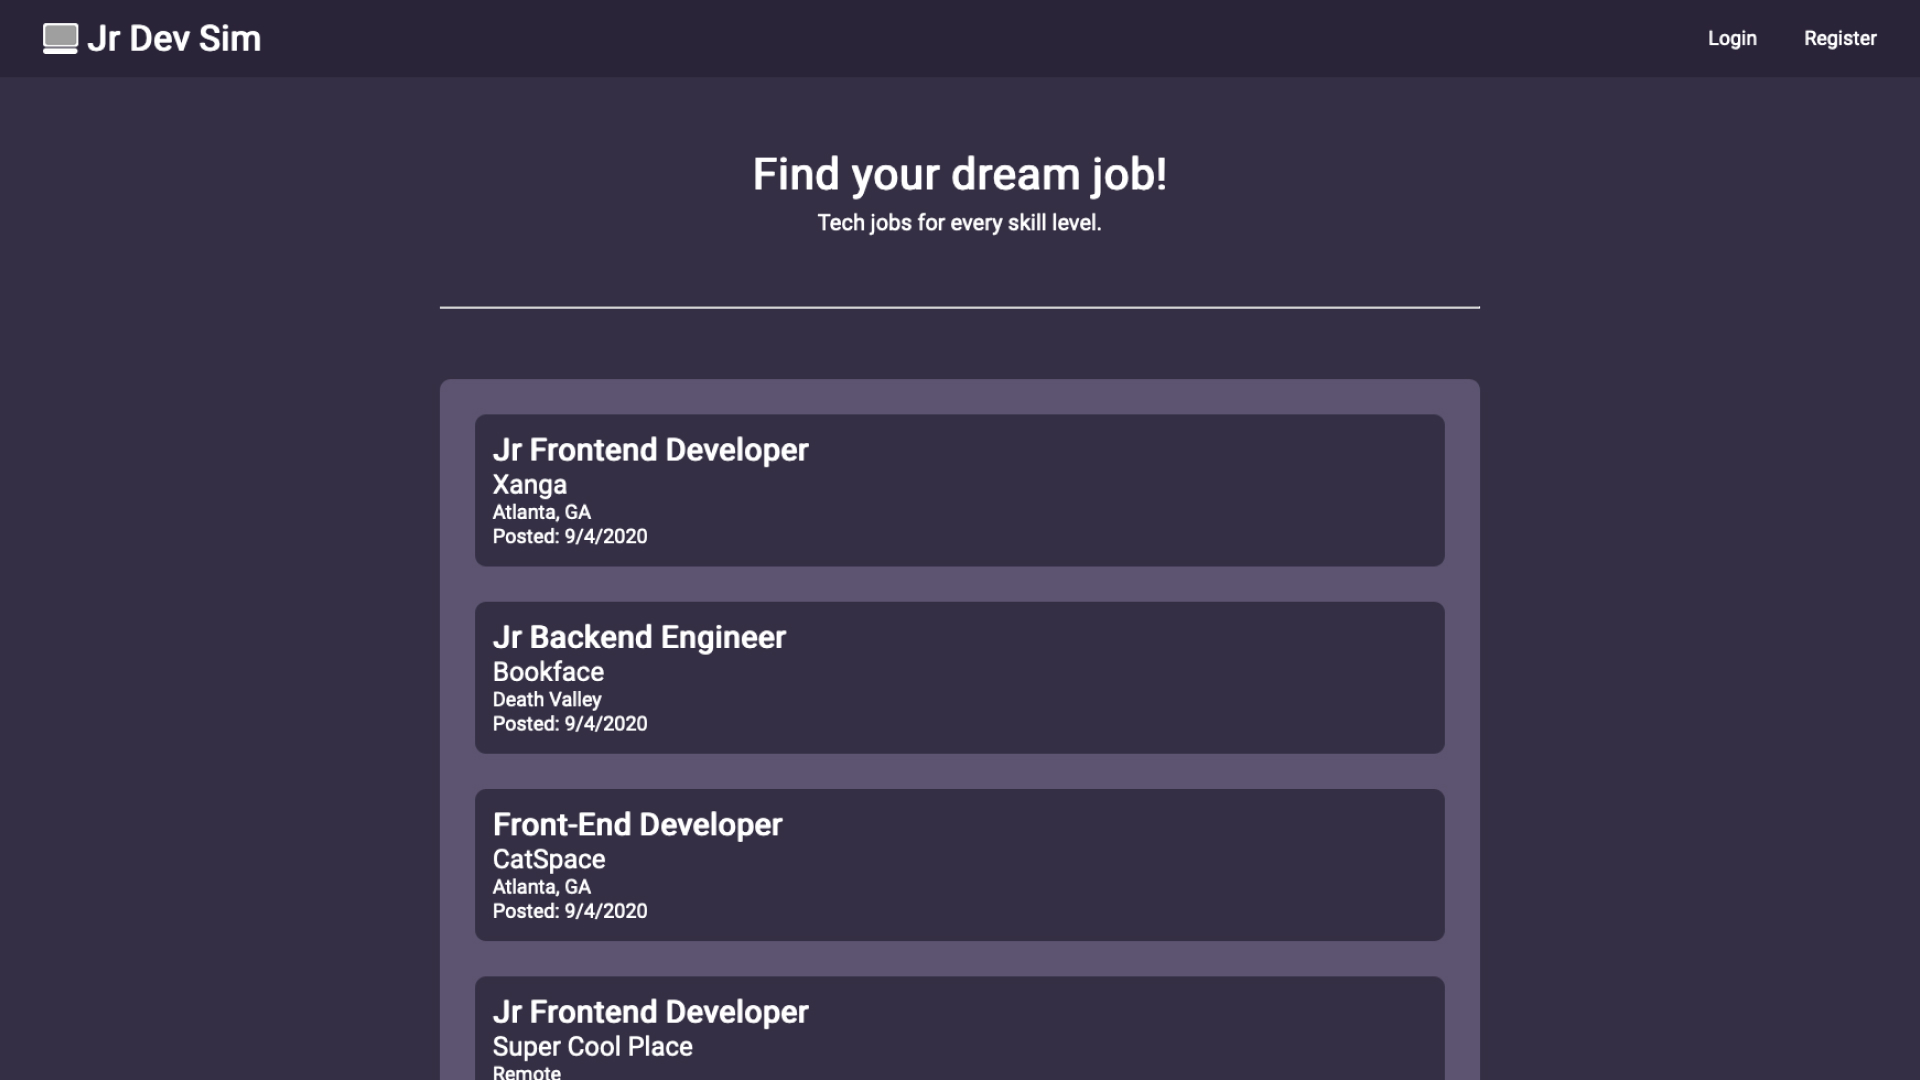 Jr Dev Sim
Login
Register
Find your dream job!
Tech jobs for every skill level.
Jr Frontend Developer
Xanga
Atlanta, GA
Posted: 9/4/2020
Jr Backend Engineer
Bookface
Death Valley
Posted: 9/4/2020
Front-End Developer
CatSpace
Atlanta, GA
Posted: 9/4/2020
Jr Frontend Developer
Super Cool Place
Remote